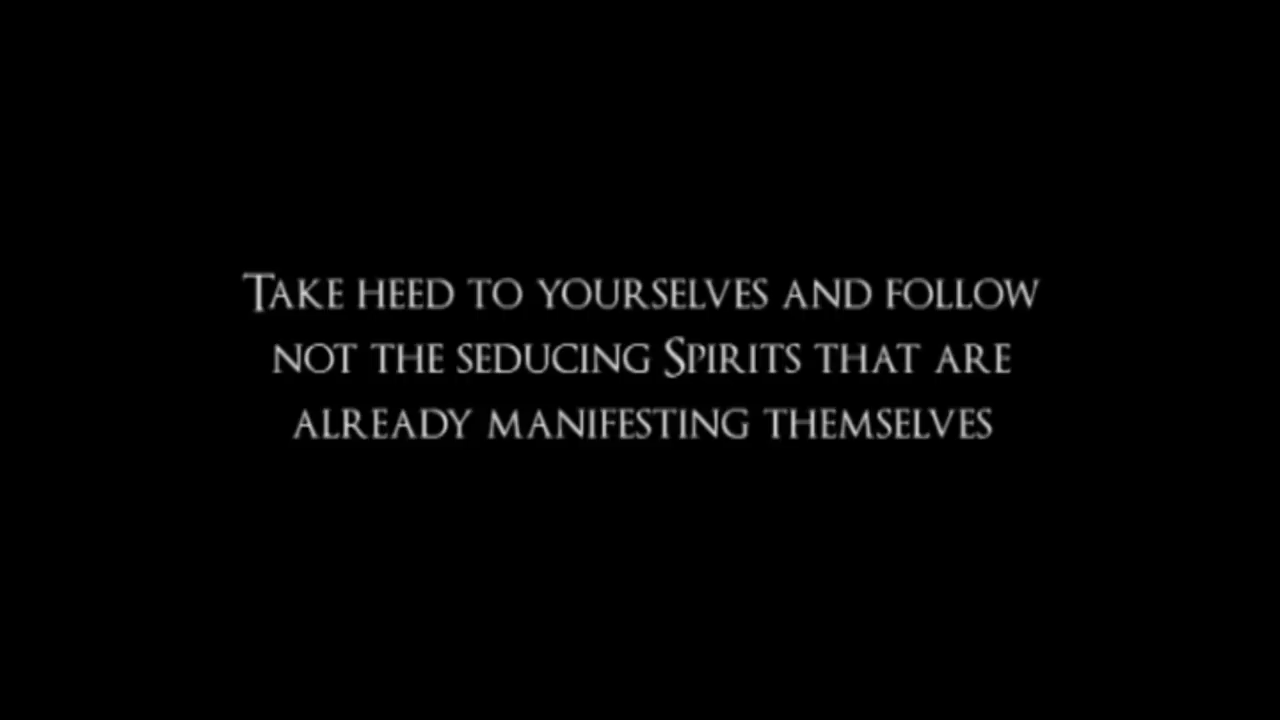 Take heed to yourselves and follow
not the seducing Spirits that are
already manifesting themselves